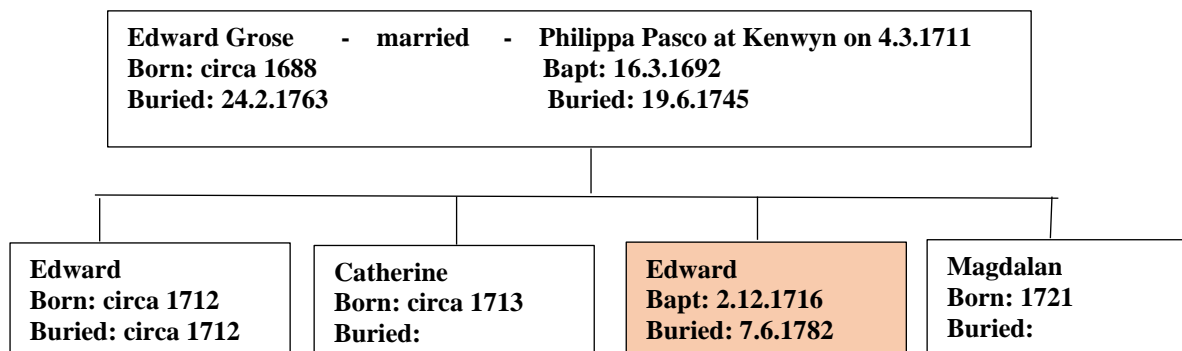 Edward Grose - married - Philippa Pasco at Kenwyn on 4.3.1711
Born: circa 1688 Bapt: 16.3.1692
Buried: 24.2.1763 Buried: 19.6.1745
Edward
Born: circa 1712
Buried: circa 1712
Catherine
Born: circa 1713
Buried:
Edward
Bapt: 2.12.1716
Buried: 7.6.1782
Magdalan
Born: 1721
Buried: